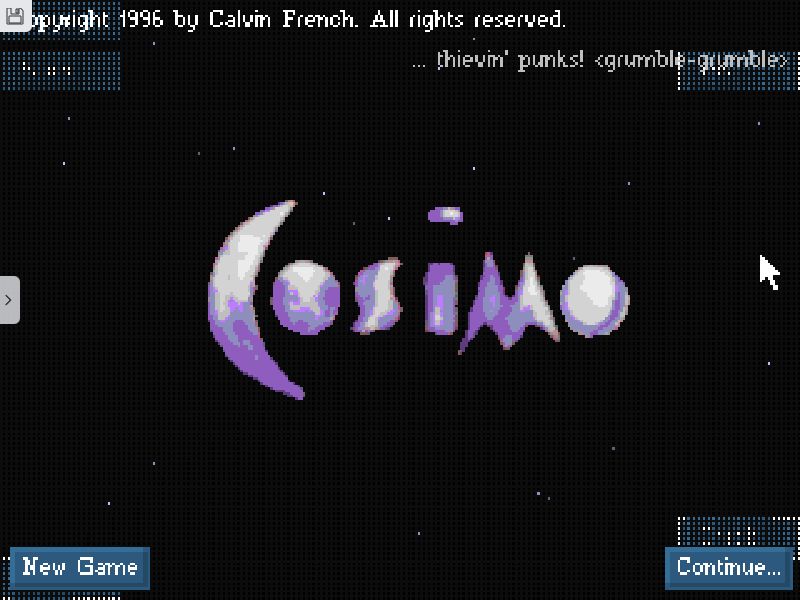 opyright 1996 by Calvin French. All rights reserved.
... thievin' punks! <grumble-grumble>
Cosimo
New Game
Continue...